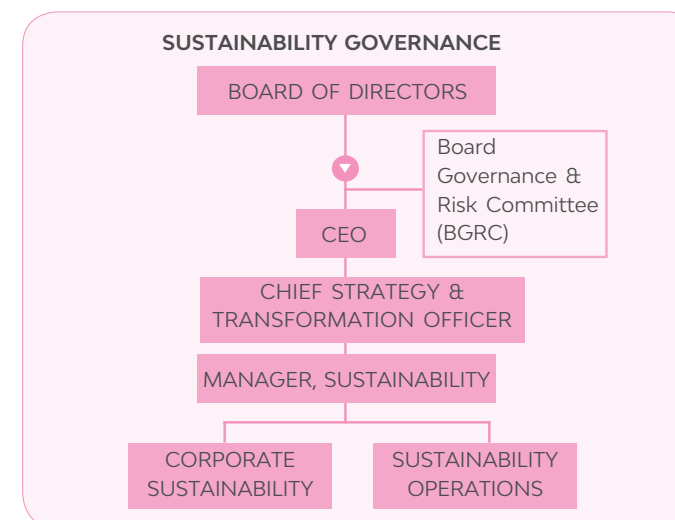 SUSTAINABILITY GOVERNANCE
BOARD OF DIRECTORS
Board
Governance &
Risk Committee
(BGRC)
CEO
CHIEF STRATEGY &
TRANSFORMATION OFFICER
MANAGER, SUSTAINABILITY
CORPORATE
SUSTAINABILITY
SUSTAINABILITY
OPERATIONS